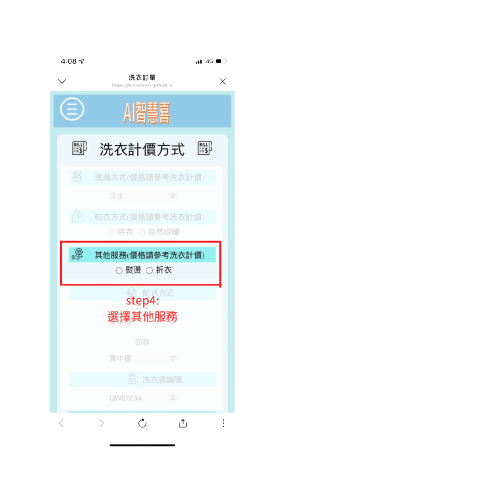 4:08
4G
洗衣訂單
AI智慧喜
洗衣計價方式
洗滌方式(價格請參考洗衣計價)
冷水
乾衣方式(價格請參考洗衣計價)
烘衣 自然晾曬
其他服務(價格請參考洗衣計價)
熨燙 折衣
配送方式
step4:
選擇其他服務
回收
集中櫃
洗衣袋編號
QWE1234